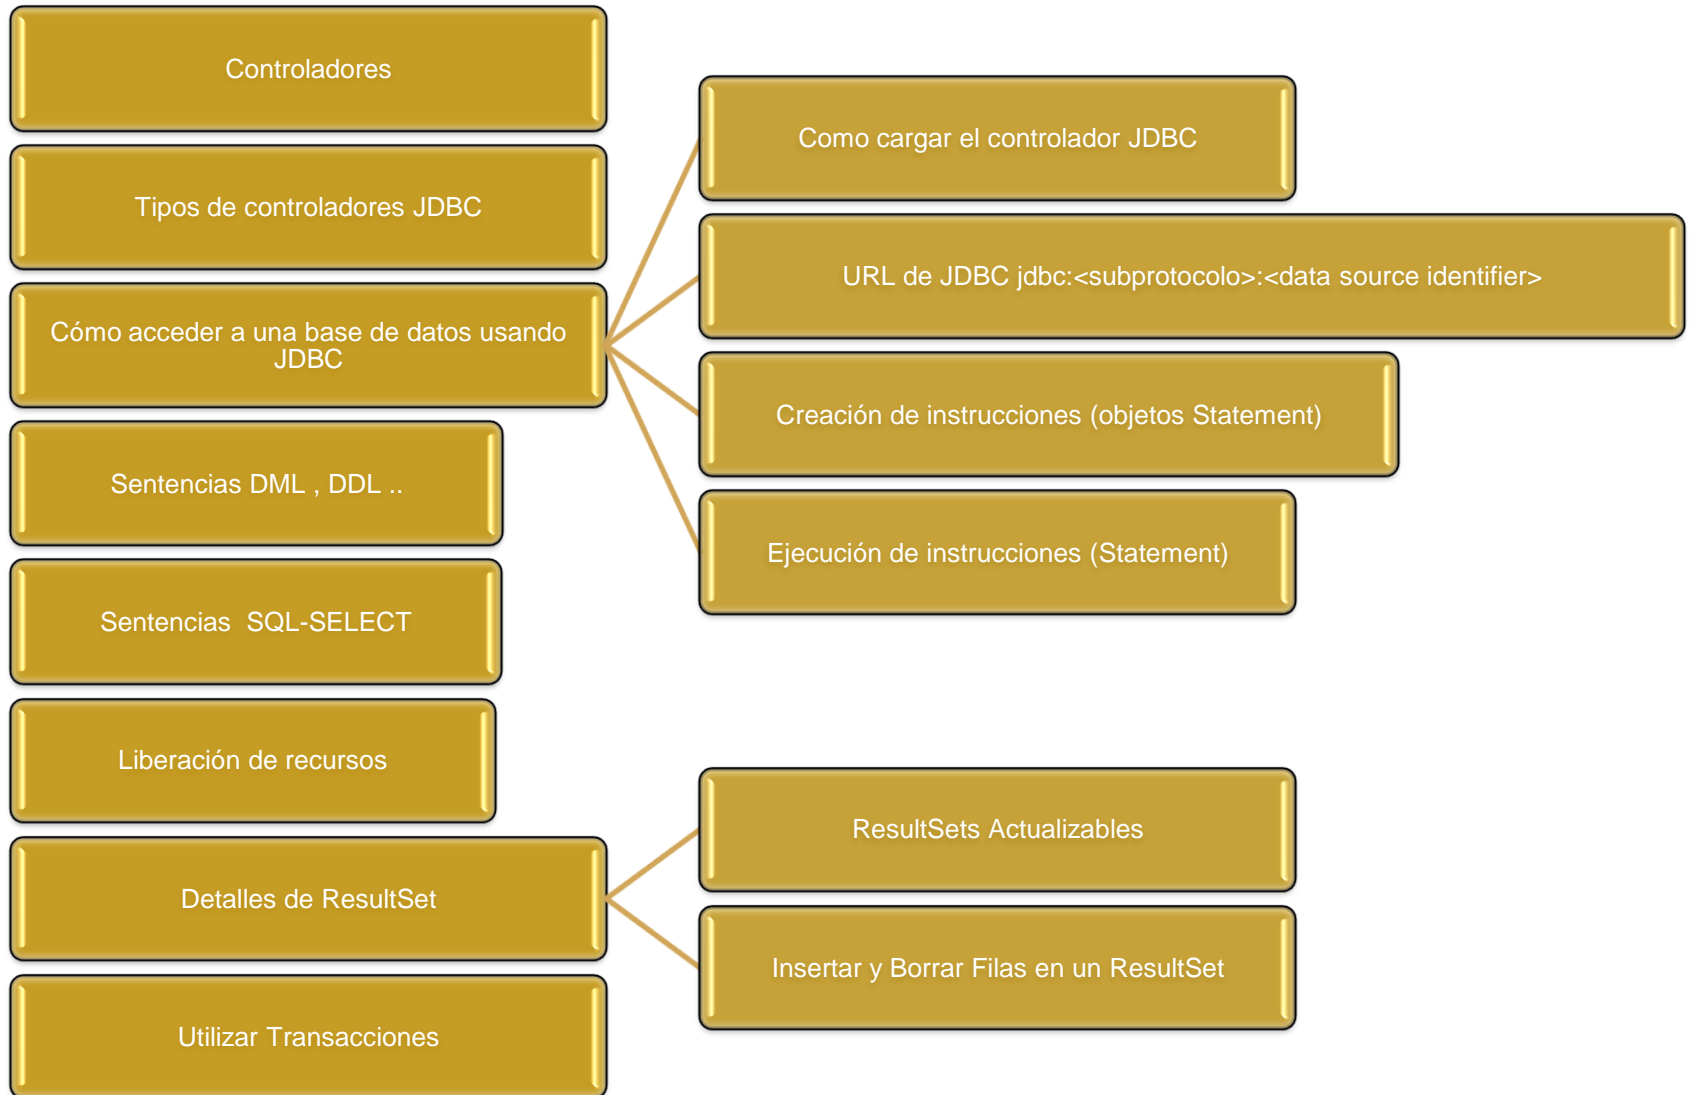 Controladores
Tipos de controladores JDBC
Cómo acceder a una base de datos usando
JDBC
Como cargar el controlador JDBC
URL de JDBC jdbc:<subprotocolo>:<data source identifier>
Creación de instrucciones (objetos Statement)
Ejecución de instrucciones (Statement)
Sentencias DML , DDL ..
Sentencias  SQL-SELECT
Liberación de recursos
Detalles de ResultSet
ResultSets Actualizables
Insertar y Borrar Filas en un ResultSet
Utilizar Transacciones